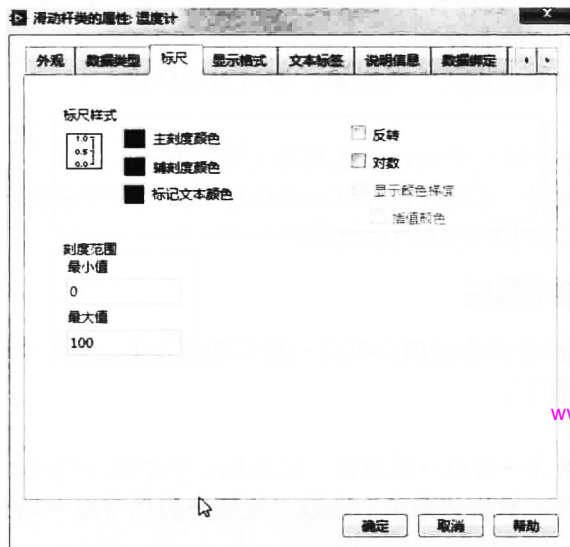 滑动杆类的属性: 温度计
x
外观 数据类型 标尺 显示格式 文本标签 说明信息 数据绑定
标尺样式
1.0
0.5
0.0
主刻度颜色
辅刻度颜色
标记文本颜色
反转
对数
显示颜色梯度
插值颜色
刻度范围
最小值
0
最大值
100
w
确定 取消 帮助